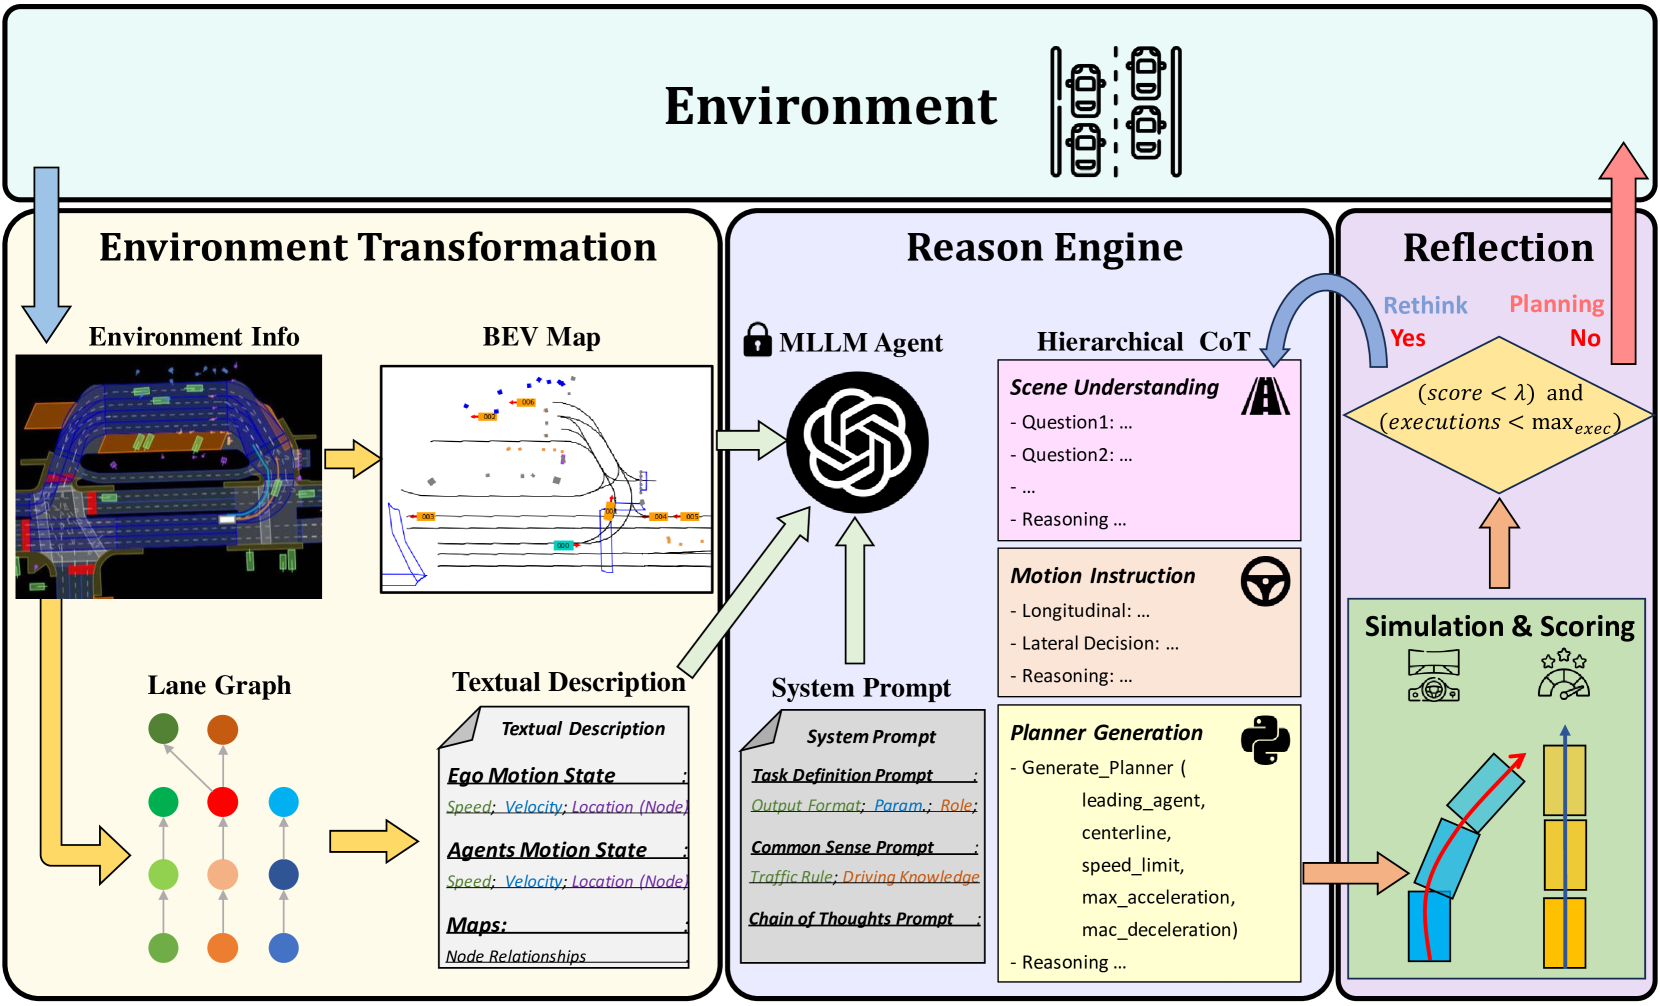 Environment
Environment Transformation
Environment Info
BEV Map
006
002
003
001
004
005
000
Lane Graph
Textual Description
Textual Description
Ego Motion State :
Speed; Velocity; Location (Node)
Agents Motion State :
Speed; Velocity; Location (Node)
Maps: :
Node Relationships .
Reason Engine
MLLM Agent
System Prompt
System Prompt
Task Definition Prompt :
Output Format; Param.; Role;
Common Sense Prompt :
Traffic Rule; Driving Knowledge
Chain of Thoughts Prompt :
Hierarchical CoT
Scene Understanding
- Question1: ...
- Question2: ...
- ...
- Reasoning ...
Motion Instruction
- Longitudinal: ...
- Lateral Decision: ...
- Reasoning: ...
Planner Generation
- Generate_Planner (
leading_agent,
centerline,
speed_limit,
max_acceleration,
mac_deceleration)
- Reasoning ...
Reflection
Rethink
Yes
Planning
No
(score < λ) and
(executions < max_exec)
Simulation & Scoring